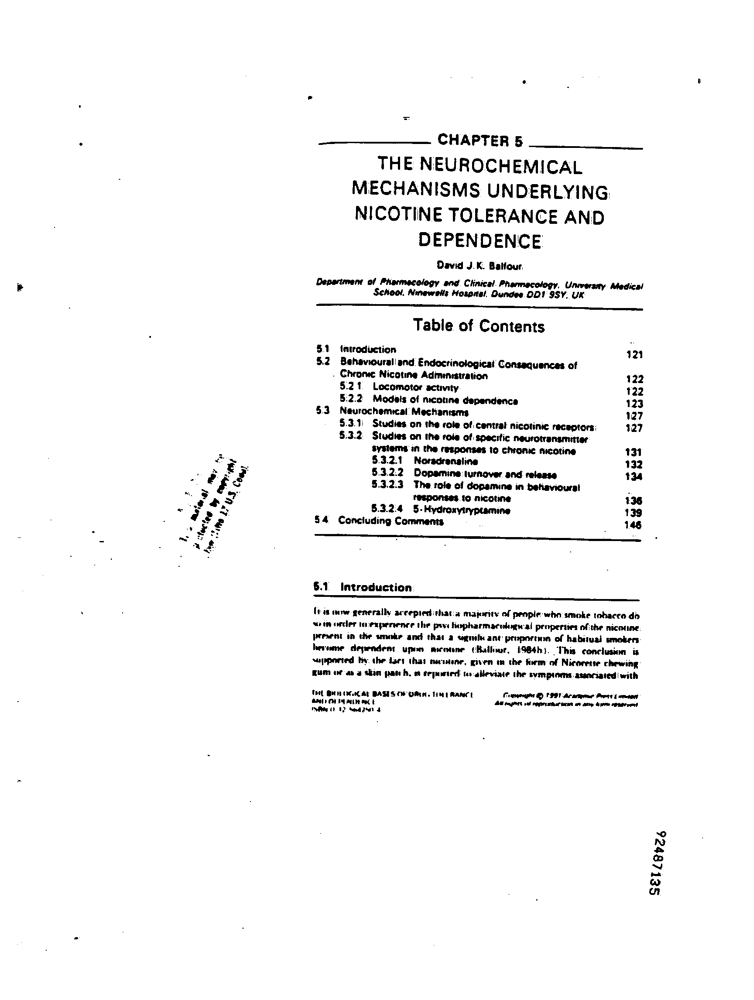 CHAPTER 5
THE NEUROCHEMICAL
MECHANISMS UNDERLYING
NICOTINE TOLERANCE AND
DEPENDENCE
David J.K. Balfour
Department of Pharmacology and Clinical Pharmacology, University Medical
School, Ninewells Hospital, Dundee DD1 9SY, UK
Table of Contents
5.1 Introduction 121
5.2 Behavioural and Endocrinological Consequences of
Chronic Nicotine Administration 122
5.2.1 Locomotor activity 122
5.2.2 Models of nicotine dependence 123
5.3 Neurochemical Mechanisms 127
5.3.1 Studies on the role of central nicotinic receptors 127
5.3.2 Studies on the role of specific neurotransmitter
systems in the responses to chronic nicotine 131
5.3.2.1 Noradrenaline 132
5.3.2.2 Dopamine turnover and release 134
5.3.2.3 The role of dopamine in behavioural
responses to nicotine 136
5.3.2.4 5-Hydroxytryptamine 139
5.4 Concluding Comments 146
material may
protected by copyright
law (Title 17 U.S. Code)
5.1 Introduction
It is now generally accepted that a majority of people who smoke tobacco do
so in order to experience the psychopharmacological properties of the nicotine
present in the smoke and that a significant proportion of habitual smokers
become dependent upon nicotine (Balfour, 1984b). This conclusion is
supported by the fact that nicotine, given in the form of Nicorette chewing
gum or as a skin patch, is reported to alleviate the symptoms associated with
THE BIOLOGICAL BASES OF DRUG TOLERANCE
AND DEPENDENCE
Copyright © 1991 Academic Press Limited
All rights of reproduction in any form reserved
92487135